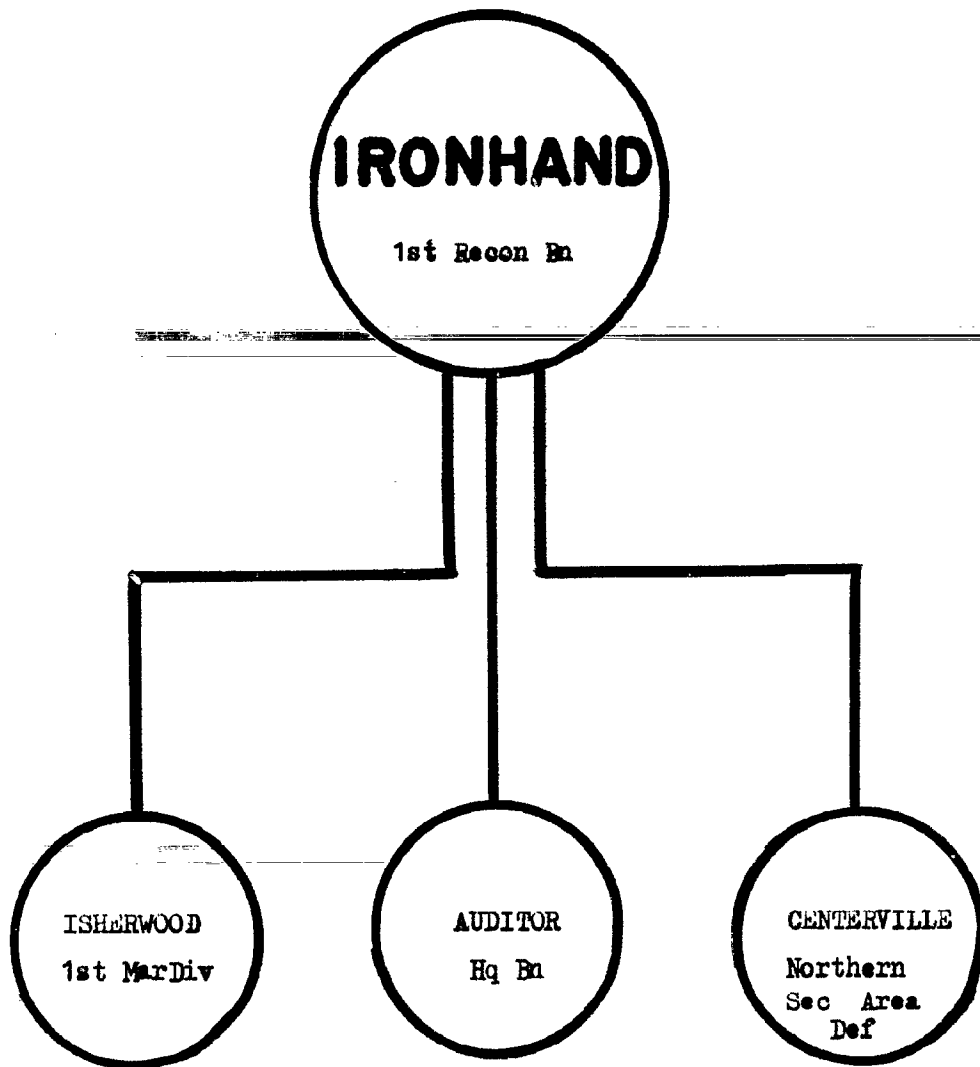 IRONHAND
1st Recon Bn
ISHERWOOD
1st MarDiv
AUDITOR
Hq Bn
CENTERVILLE
Northern
Sec Area
Def